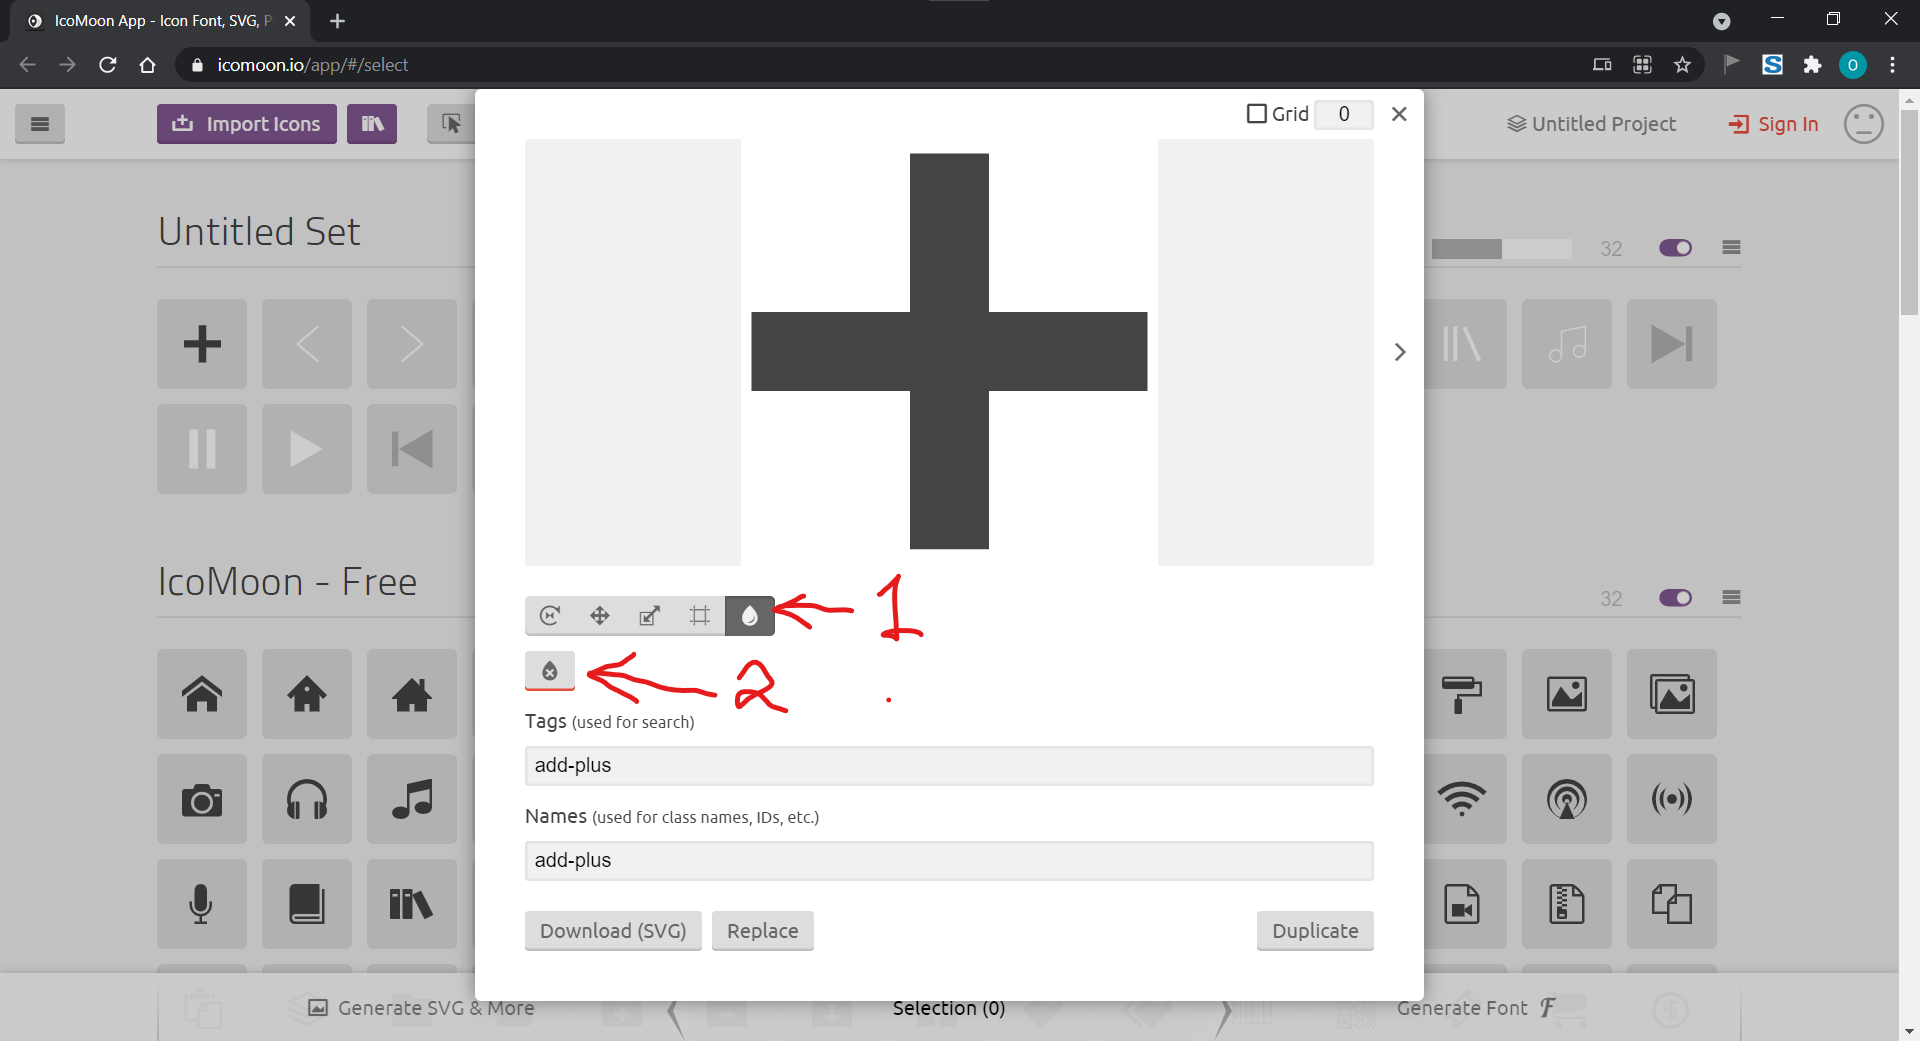 IcoMoon App - Icon Font, SVG, P
icomoon.io/app/#/select
O
Import Icons
Grid 0
Untitled Project
Sign In
Untitled Set
32
IcoMoon - Free
32
1
2
Tags (used for search)
add-plus
Names (used for class names, IDs, etc.)
add-plus
Download (SVG)
Replace
Duplicate
Generate SVG & More
Selection (0)
Generate Font